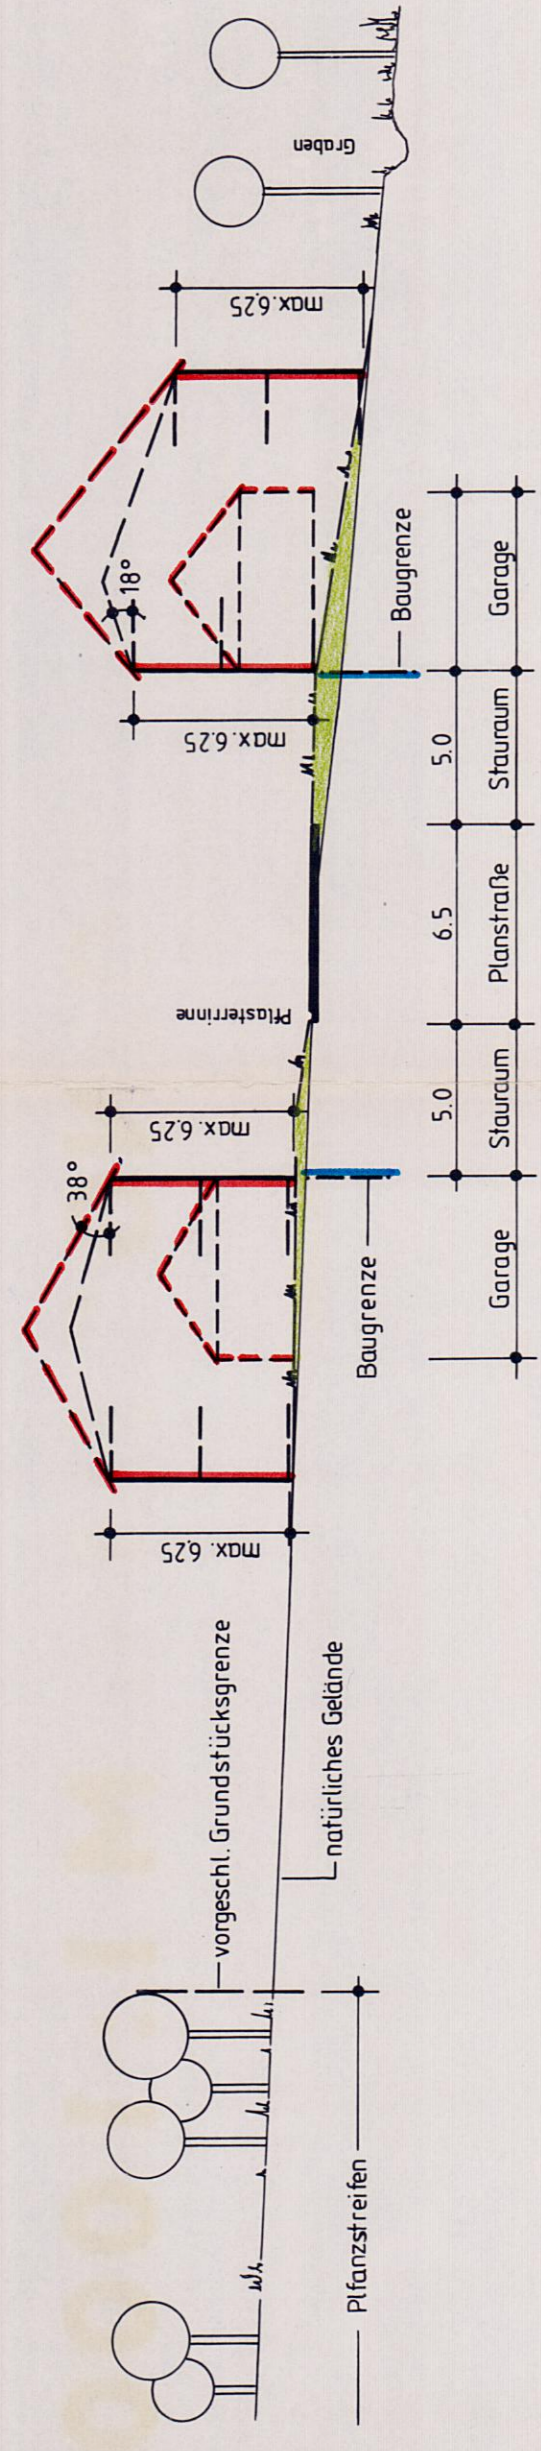 Plfanzstreifen
vorgeschl. Grundstücksgrenze
natürliches Gelände
max. 6.25
38°
max. 6.25
Baugrenze
Pflasterrinne
max. 6.25
18°
Baugrenze
max. 6.25
Graben
5.0
6.5
5.0
Garage
Stauraum
Planstraße
Stauraum
Garage